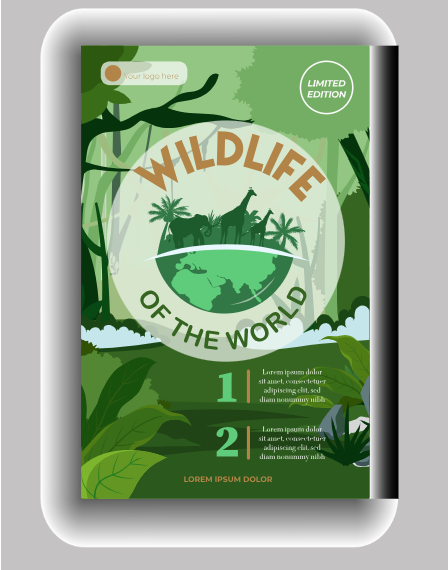 Your logo here
LIMITED
EDITION
WILDLIFE
OF THE WORLD
1
Lorem ipsum dolor
sit amet, consectetuer
adipiscing elit, sed
diam nonummy nibh
2
Lorem ipsum dolor
sit amet, consectetuer
adipiscing elit, sed
diam nonummy nibh
LOREM IPSUM DOLOR